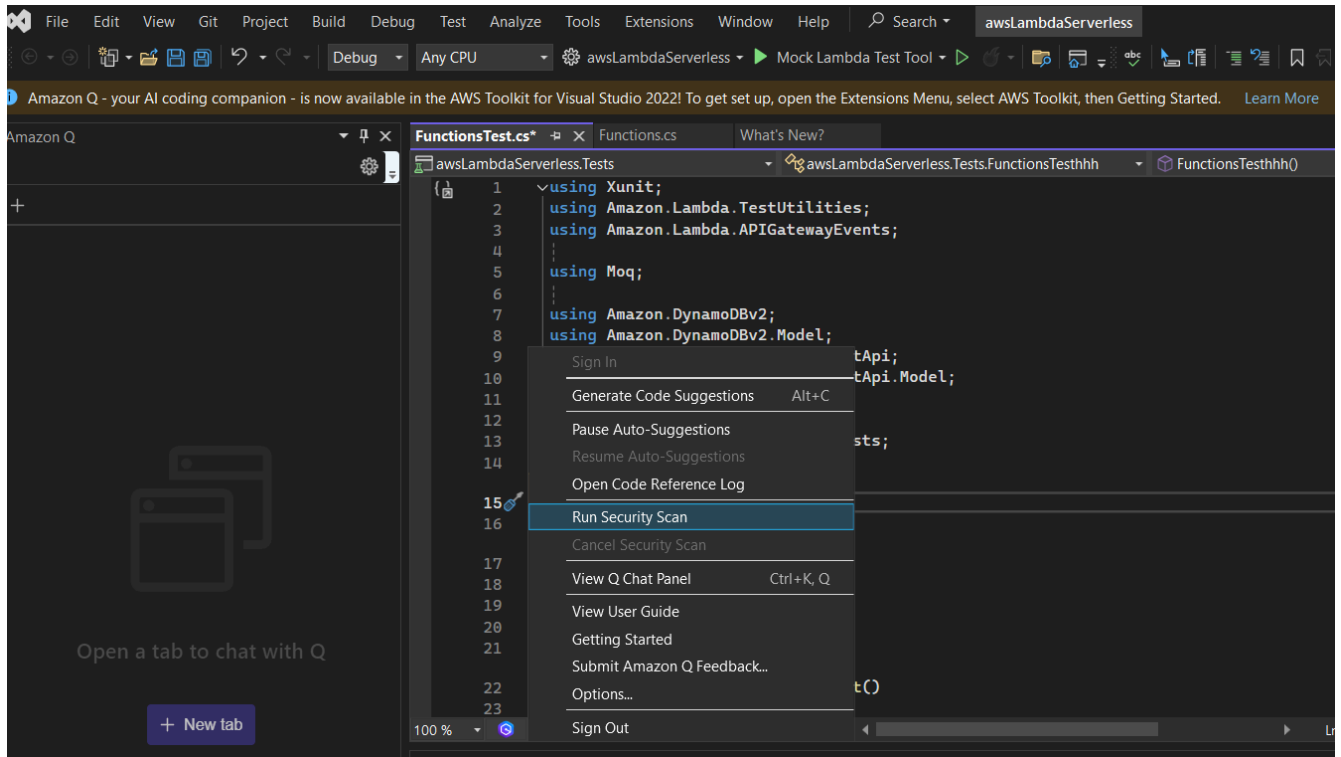 File Edit View Git Project Build Debug Test Analyze Tools Extensions Window Help Search awsLambdaServerless
Debug Any CPU awsLambdaServerless Mock Lambda Test Tool abc
Amazon Q - your AI coding companion - is now available in the AWS Toolkit for Visual Studio 2022! To get set up, open the Extensions Menu, select AWS Toolkit, then Getting Started. Learn More
Amazon Q
FunctionsTest.cs* Functions.cs What's New?
awsLambdaServerless.Tests awsLambdaServerless.Tests.FunctionsTesthhh FunctionsTesthhh()
1 using Xunit;
2 using Amazon.Lambda.TestUtilities;
3 using Amazon.Lambda.APIGatewayEvents;
4
5 using Moq;
6
7 using Amazon.DynamoDBv2;
8 using Amazon.DynamoDBv2.Model;
9 tApi;
10 tApi.Model;
11
12
13 sts;
14
15
16
17
18
19
20
21
22 t()
23
Sign In
Generate Code Suggestions Alt+C
Pause Auto-Suggestions
Resume Auto-Suggestions
Open Code Reference Log
Run Security Scan
Cancel Security Scan
View Q Chat Panel Ctrl+K, Q
View User Guide
Getting Started
Submit Amazon Q Feedback...
Options...
Sign Out
Open a tab to chat with Q
+ New tab
100 %